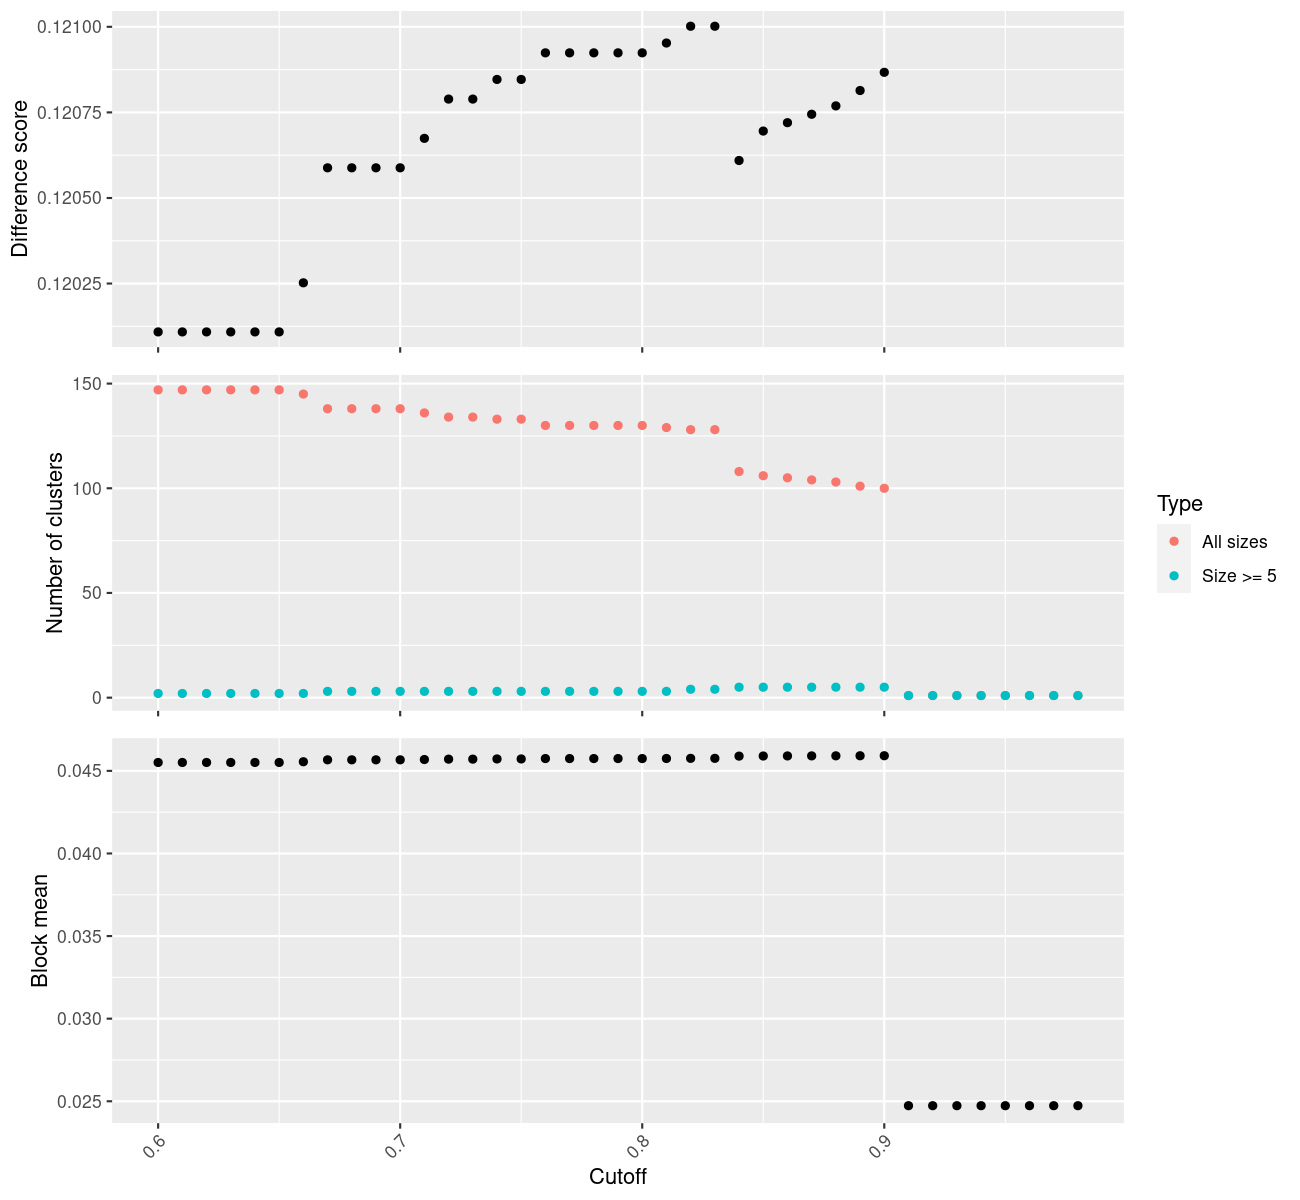 Difference score
0.12100
0.12075
0.12050
0.12025
Number of clusters
150
100
50
0
Type
All sizes
Size >= 5
Block mean
0.045
0.040
0.035
0.030
0.025
0.6 0.7 0.8 0.9
Cutoff